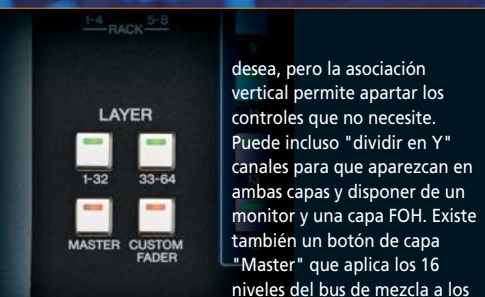 1-4 RACK 5-8
LAYER
1-32 33-64
MASTER CUSTOM
FADER
desea, pero la asociación
vertical permite apartar los
controles que no necesite.
Puede incluso "dividir en Y"
canales para que aparezcan en
ambas capas y disponer de un
monitor y una capa FOH. Existe
también un botón de capa
"Master" que aplica los 16
niveles del bus de mezcla a los